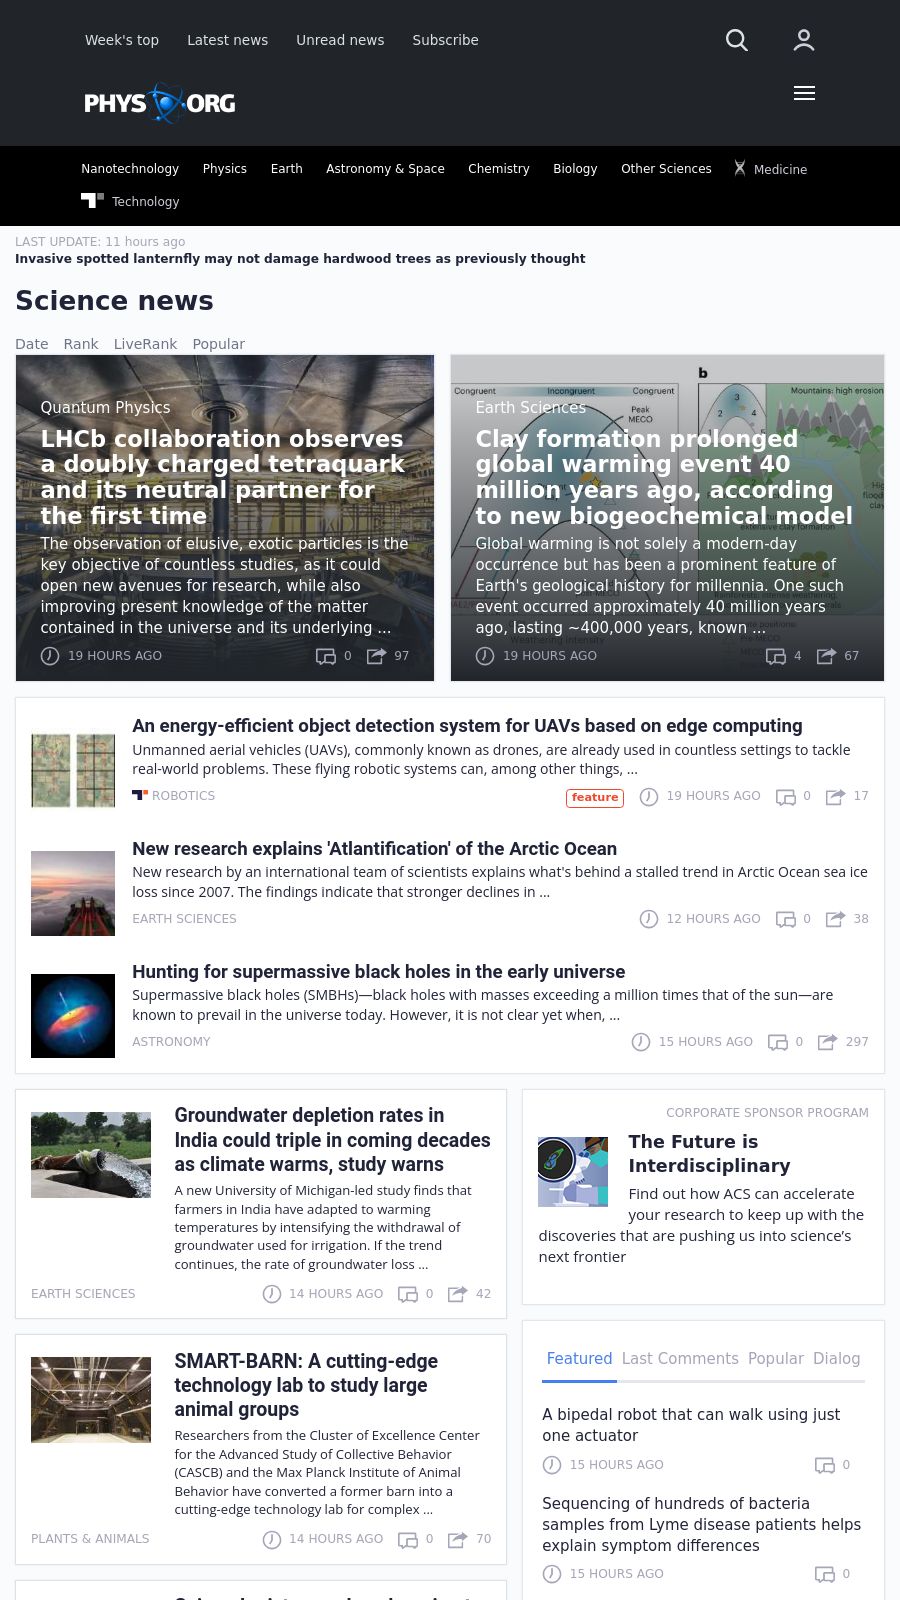 Week's top Latest news Unread news Subscribe
PHYS ORG
Nanotechnology Physics Earth Astronomy & Space Chemistry Biology Other Sciences Medicine
Technology
LAST UPDATE: 11 hours ago
Invasive spotted lanternfly may not damage hardwood trees as previously thought
Science news
Date Rank LiveRank Popular
Quantum Physics
LHCb collaboration observes
a doubly charged tetraquark
and its neutral partner for
the first time
The observation of elusive, exotic particles is the
key objective of countless studies, as it could
open new avenues for research, while also
improving present knowledge of the matter
contained in the universe and its underlying ...
19 HOURS AGO 0 97
b
Congruent Incongruent Congruent
Mountains: high erosion
Peak
MECO
3
2 4
1
Earth Sciences
Clay formation prolonged
global warming event 40
million years ago, according
to new biogeochemical model
Global warming is not solely a modern-day
occurrence but has been a prominent feature of
Earth's geological history for millennia. One such
event occurred approximately 40 million years
ago, lasting ~400,000 years, known ...
19 HOURS AGO 4 67
An energy-efficient object detection system for UAVs based on edge computing
Unmanned aerial vehicles (UAVs), commonly known as drones, are already used in countless settings to tackle
real-world problems. These flying robotic systems can, among other things, ...
ROBOTICS feature 19 HOURS AGO 0 17
New research explains 'Atlantification' of the Arctic Ocean
New research by an international team of scientists explains what's behind a stalled trend in Arctic Ocean sea ice
loss since 2007. The findings indicate that stronger declines in ...
EARTH SCIENCES 12 HOURS AGO 0 38
Hunting for supermassive black holes in the early universe
Supermassive black holes (SMBHs)—black holes with masses exceeding a million times that of the sun—are
known to prevail in the universe today. However, it is not clear yet when, ...
ASTRONOMY 15 HOURS AGO 0 297
Groundwater depletion rates in
India could triple in coming decades
as climate warms, study warns
A new University of Michigan-led study finds that
farmers in India have adapted to warming
temperatures by intensifying the withdrawal of
groundwater used for irrigation. If the trend
continues, the rate of groundwater loss ...
EARTH SCIENCES 14 HOURS AGO 0 42
SMART-BARN: A cutting-edge
technology lab to study large
animal groups
Researchers from the Cluster of Excellence Center
for the Advanced Study of Collective Behavior
(CASCB) and the Max Planck Institute of Animal
Behavior have converted a former barn into a
cutting-edge technology lab for complex ...
PLANTS & ANIMALS 14 HOURS AGO 0 70
CORPORATE SPONSOR PROGRAM
The Future is
Interdisciplinary
Find out how ACS can accelerate
your research to keep up with the
discoveries that are pushing us into science's
next frontier
Featured Last Comments Popular Dialog
A bipedal robot that can walk using just
one actuator
15 HOURS AGO 0
Sequencing of hundreds of bacteria
samples from Lyme disease patients helps
explain symptom differences
15 HOURS AGO 0